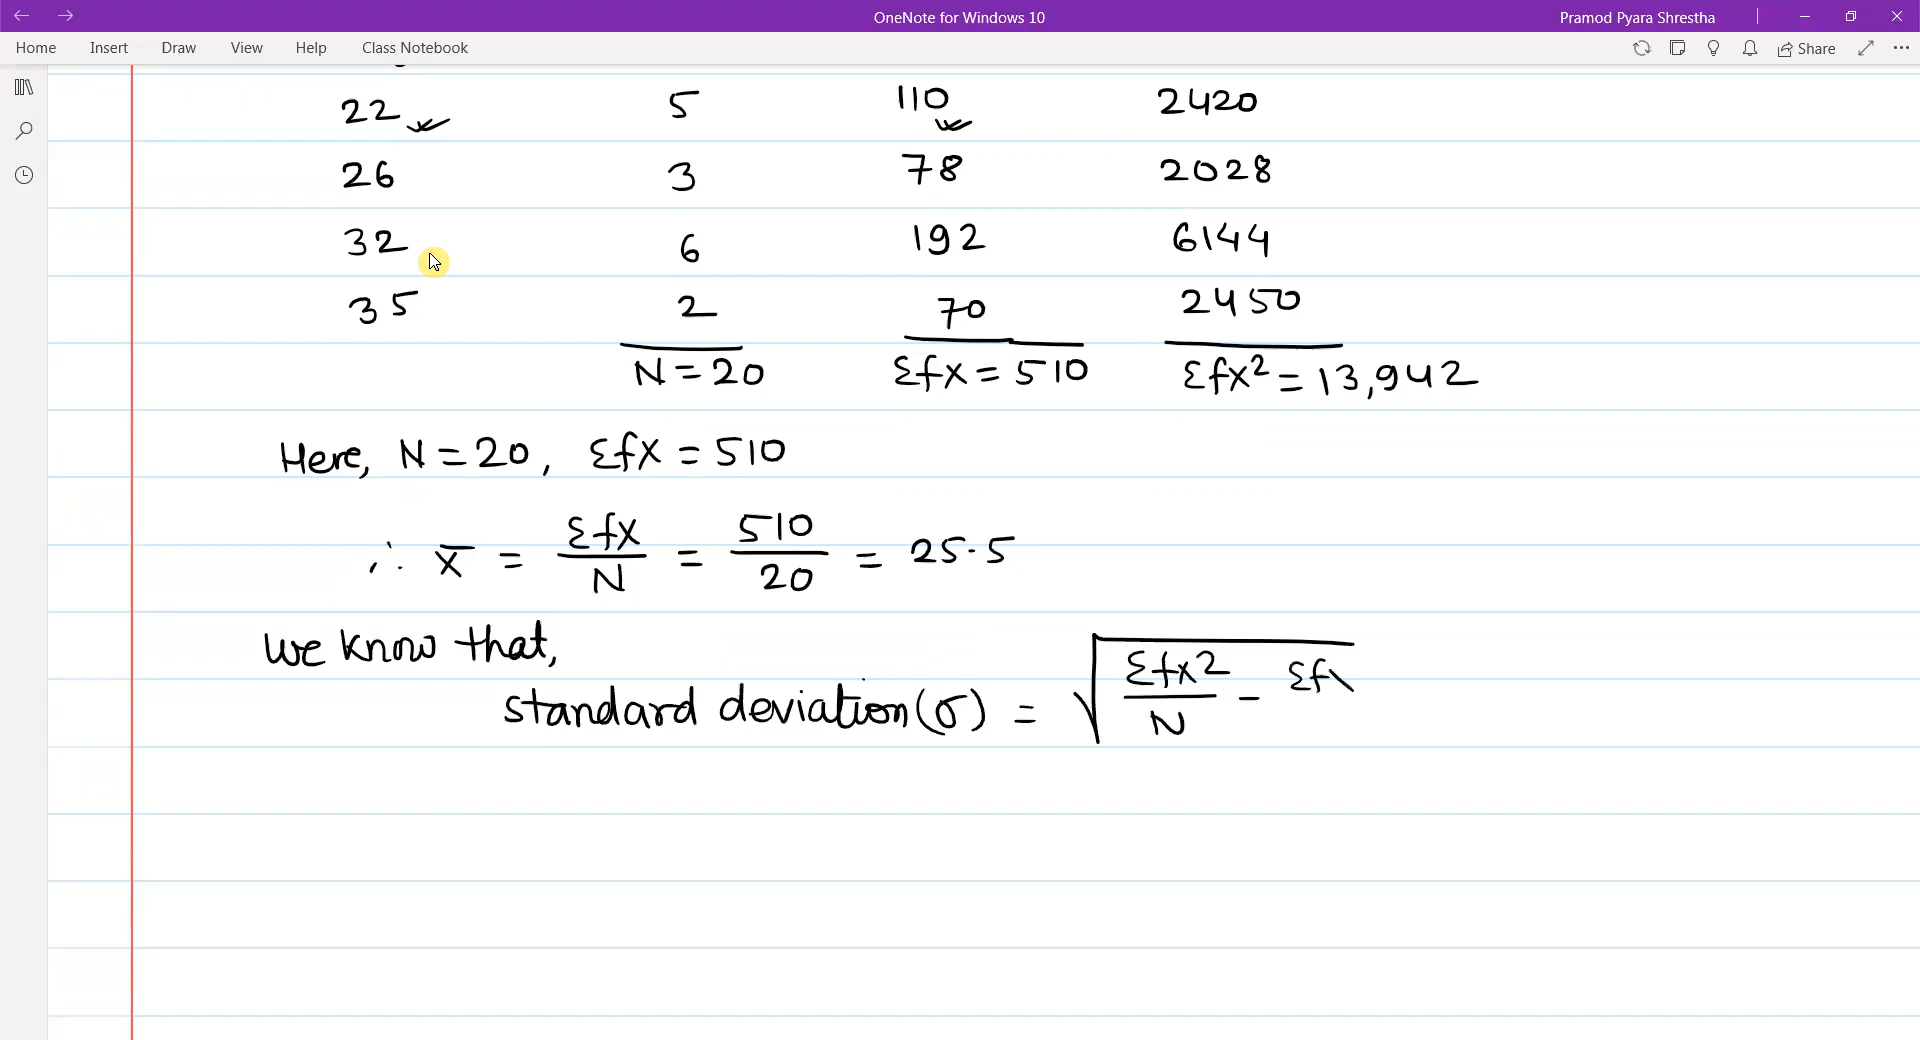 OneNote for Windows 10
Pramod Pyara Shrestha
Home Insert Draw View Help Class Notebook
Share
22 5 110 2420
26 3 78 2028
32 6 192 6144
35 2 70 2450
N = 20 Σfx = 510 Σfx² = 13,942
Here, N = 20, Σfx = 510
∴ x̄ = Σfx/N = 510/20 = 25.5
We know that,
standard deviation (σ) = √(Σfx²/N - Σf